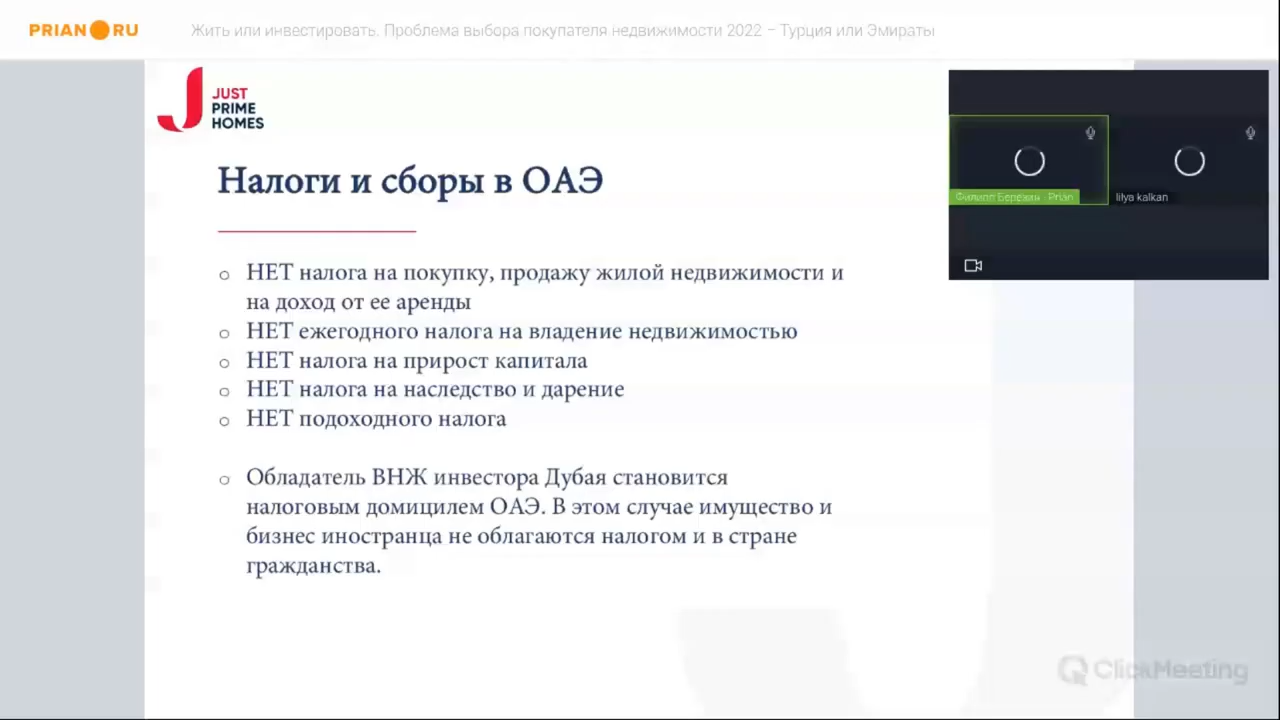 PRIAN RU
Жить или инвестировать. Проблема выбора покупателя недвижимости 2022 – Турция или Эмираты
JUST
PRIME
HOMES
Филипп Березин - Prian
lilya kalkan
Налоги и сборы в ОАЭ
НЕТ налога на покупку, продажу жилой недвижимости и
на доход от ее аренды
НЕТ ежегодного налога на владение недвижимостью
НЕТ налога на прирост капитала
НЕТ налога на наследство и дарение
НЕТ подоходного налога
Обладатель ВНЖ инвестора Дубая становится
налоговым домицилем ОАЭ. В этом случае имущество и
бизнес иностранца не облагаются налогом и в стране
гражданства.
ClickMeeting